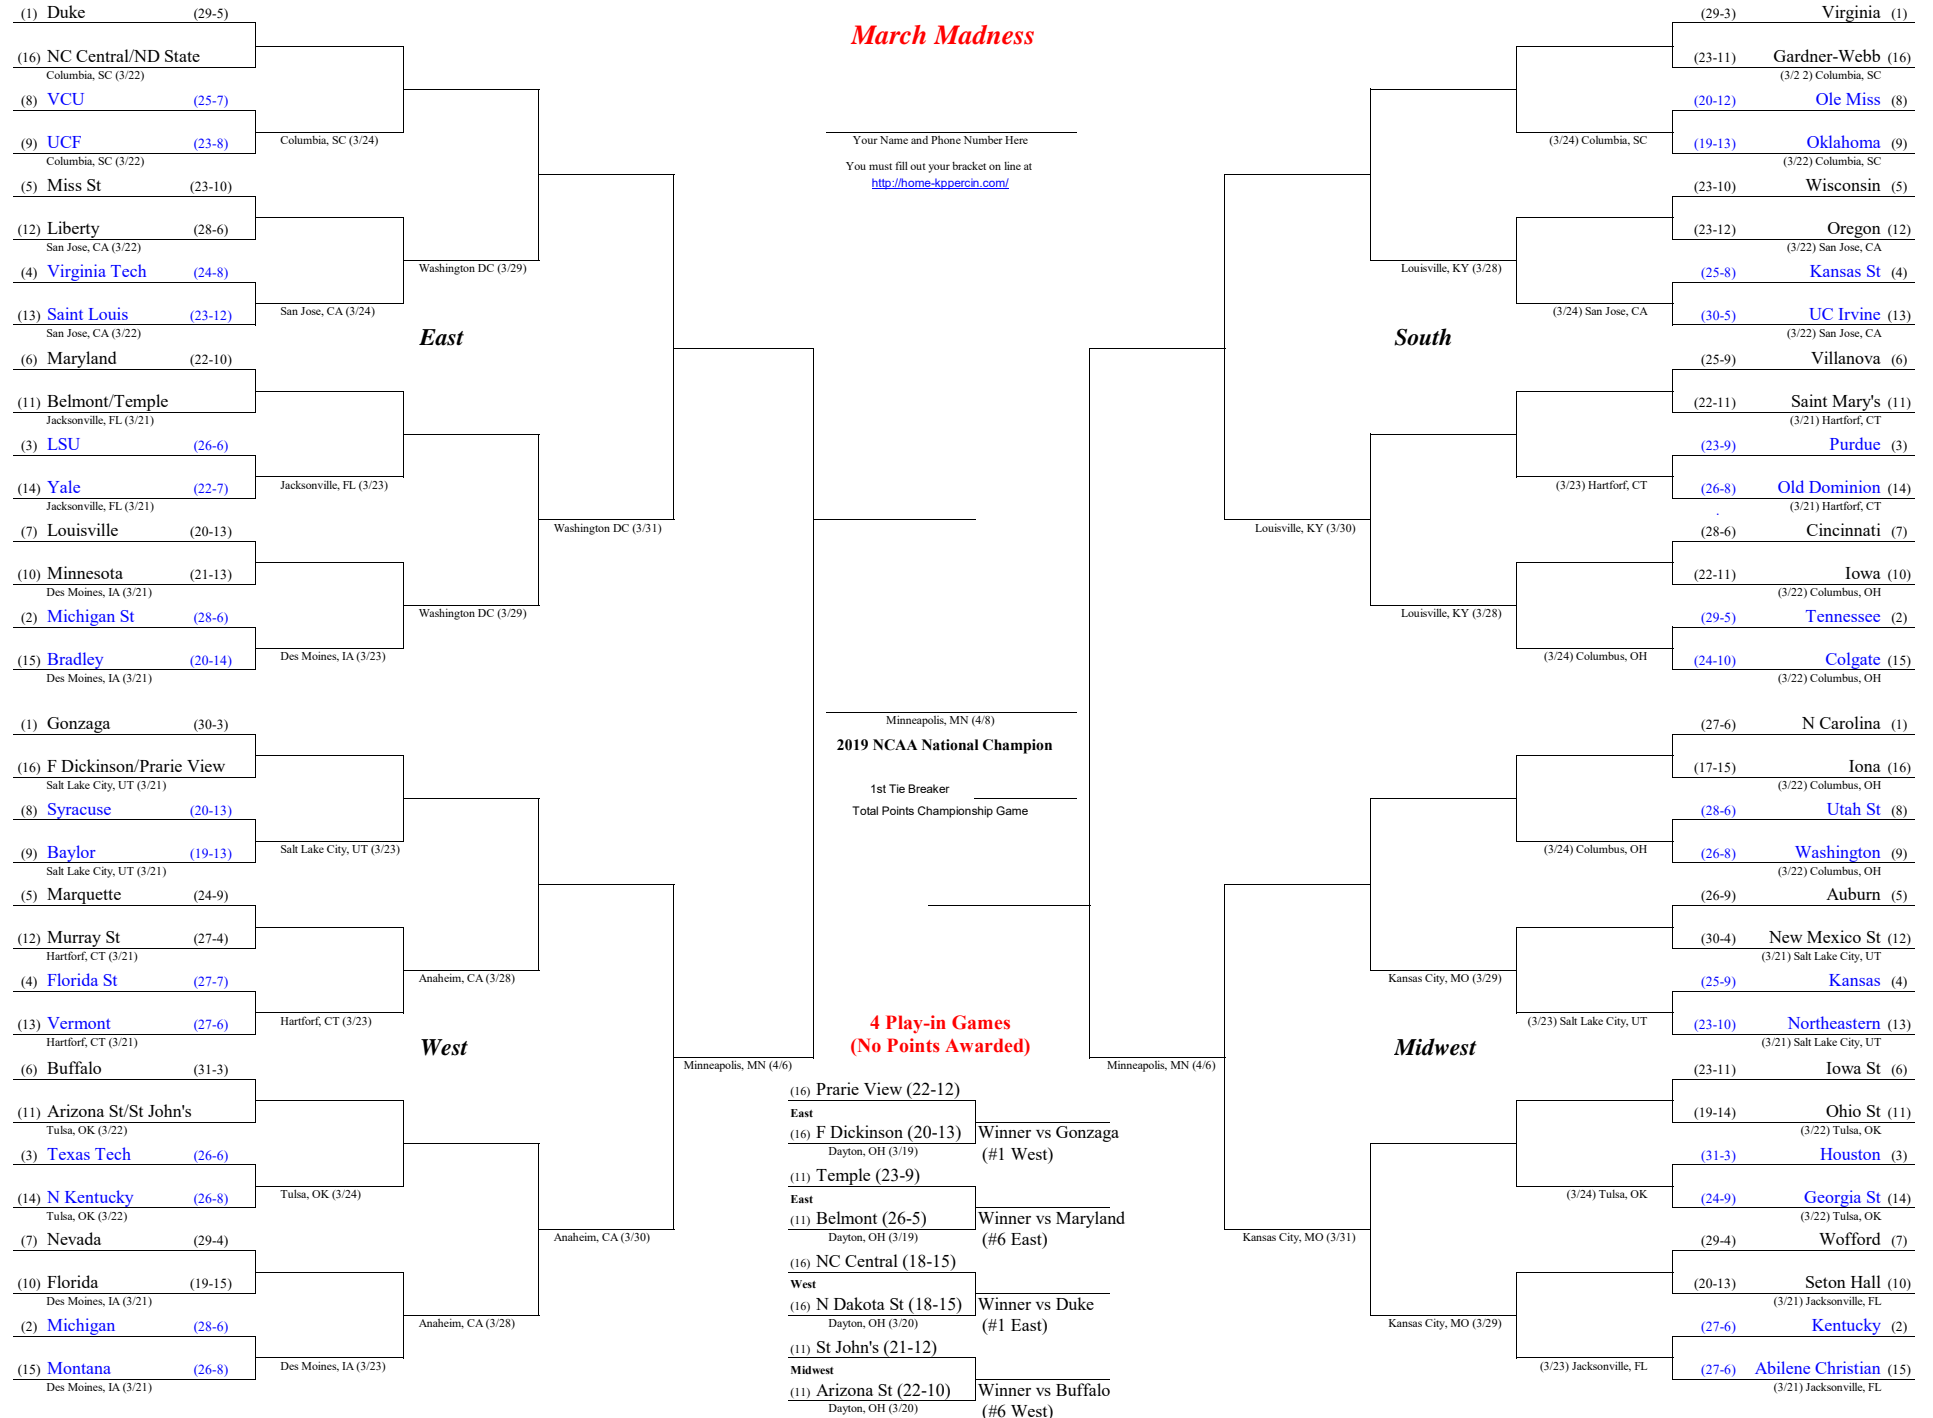 March Madness
Your Name and Phone Number Here
You must fill out your bracket on line at
http://home-kppercin.com/
(1) Duke (29-5)
(16) NC Central/ND State
Columbia, SC (3/22)
(8) VCU (25-7)
(9) UCF (23-8)
Columbia, SC (3/22)
Columbia, SC (3/24)
(5) Miss St (23-10)
(12) Liberty (28-6)
San Jose, CA (3/22)
(4) Virginia Tech (24-8)
(13) Saint Louis (23-12)
San Jose, CA (3/22)
San Jose, CA (3/24)
Washington DC (3/29)
East
(6) Maryland (22-10)
(11) Belmont/Temple
Jacksonville, FL (3/21)
(3) LSU (26-6)
(14) Yale (22-7)
Jacksonville, FL (3/21)
Jacksonville, FL (3/23)
(7) Louisville (20-13)
(10) Minnesota (21-13)
Des Moines, IA (3/21)
(2) Michigan St (28-6)
(15) Bradley (20-14)
Des Moines, IA (3/21)
Des Moines, IA (3/23)
Washington DC (3/29)
Washington DC (3/31)
(1) Gonzaga (30-3)
(16) F Dickinson/Prarie View
Salt Lake City, UT (3/21)
(8) Syracuse (20-13)
(9) Baylor (19-13)
Salt Lake City, UT (3/21)
Salt Lake City, UT (3/23)
(5) Marquette (24-9)
(12) Murray St (27-4)
Hartforf, CT (3/21)
(4) Florida St (27-7)
(13) Vermont (27-6)
Hartforf, CT (3/21)
Hartforf, CT (3/23)
Anaheim, CA (3/28)
West
(6) Buffalo (31-3)
(11) Arizona St/St John's
Tulsa, OK (3/22)
(3) Texas Tech (26-6)
(14) N Kentucky (26-8)
Tulsa, OK (3/22)
Tulsa, OK (3/24)
(7) Nevada (29-4)
(10) Florida (19-15)
Des Moines, IA (3/21)
(2) Michigan (28-6)
(15) Montana (26-8)
Des Moines, IA (3/21)
Des Moines, IA (3/23)
Anaheim, CA (3/28)
Anaheim, CA (3/30)
Minneapolis, MN (4/6)
Minneapolis, MN (4/8)
2019 NCAA National Champion
1st Tie Breaker
Total Points Championship Game
4 Play-in Games
(No Points Awarded)
(16) Prarie View (22-12)
East
(16) F Dickinson (20-13)
Dayton, OH (3/19)
Winner vs Gonzaga
(#1 West)
(11) Temple (23-9)
East
(11) Belmont (26-5)
Dayton, OH (3/19)
Winner vs Maryland
(#6 East)
(16) NC Central (18-15)
West
(16) N Dakota St (18-15)
Dayton, OH (3/20)
Winner vs Duke
(#1 East)
(11) St John's (21-12)
Midwest
(11) Arizona St (22-10)
Dayton, OH (3/20)
Winner vs Buffalo
(#6 West)
(29-3) Virginia (1)
(23-11) Gardner-Webb (16)
(3/2 2) Columbia, SC
(20-12) Ole Miss (8)
(19-13) Oklahoma (9)
(3/22) Columbia, SC
(3/24) Columbia, SC
(23-10) Wisconsin (5)
(23-12) Oregon (12)
(3/22) San Jose, CA
(25-8) Kansas St (4)
(30-5) UC Irvine (13)
(3/22) San Jose, CA
(3/24) San Jose, CA
Louisville, KY (3/28)
South
(25-9) Villanova (6)
(22-11) Saint Mary's (11)
(3/21) Hartforf, CT
(23-9) Purdue (3)
(26-8) Old Dominion (14)
(3/21) Hartforf, CT
(3/23) Hartforf, CT
(28-6) Cincinnati (7)
(22-11) Iowa (10)
(3/22) Columbus, OH
(29-5) Tennessee (2)
(24-10) Colgate (15)
(3/22) Columbus, OH
(3/24) Columbus, OH
Louisville, KY (3/28)
Louisville, KY (3/30)
(27-6) N Carolina (1)
(17-15) Iona (16)
(3/22) Columbus, OH
(28-6) Utah St (8)
(26-8) Washington (9)
(3/22) Columbus, OH
(3/24) Columbus, OH
(26-9) Auburn (5)
(30-4) New Mexico St (12)
(3/21) Salt Lake City, UT
(25-9) Kansas (4)
(23-10) Northeastern (13)
(3/21) Salt Lake City, UT
(3/23) Salt Lake City, UT
Kansas City, MO (3/29)
Midwest
(23-11) Iowa St (6)
(19-14) Ohio St (11)
(3/22) Tulsa, OK
(31-3) Houston (3)
(24-9) Georgia St (14)
(3/22) Tulsa, OK
(3/24) Tulsa, OK
(29-4) Wofford (7)
(20-13) Seton Hall (10)
(3/21) Jacksonville, FL
(27-6) Kentucky (2)
(27-6) Abilene Christian (15)
(3/21) Jacksonville, FL
(3/23) Jacksonville, FL
Kansas City, MO (3/29)
Kansas City, MO (3/31)
Minneapolis, MN (4/6)